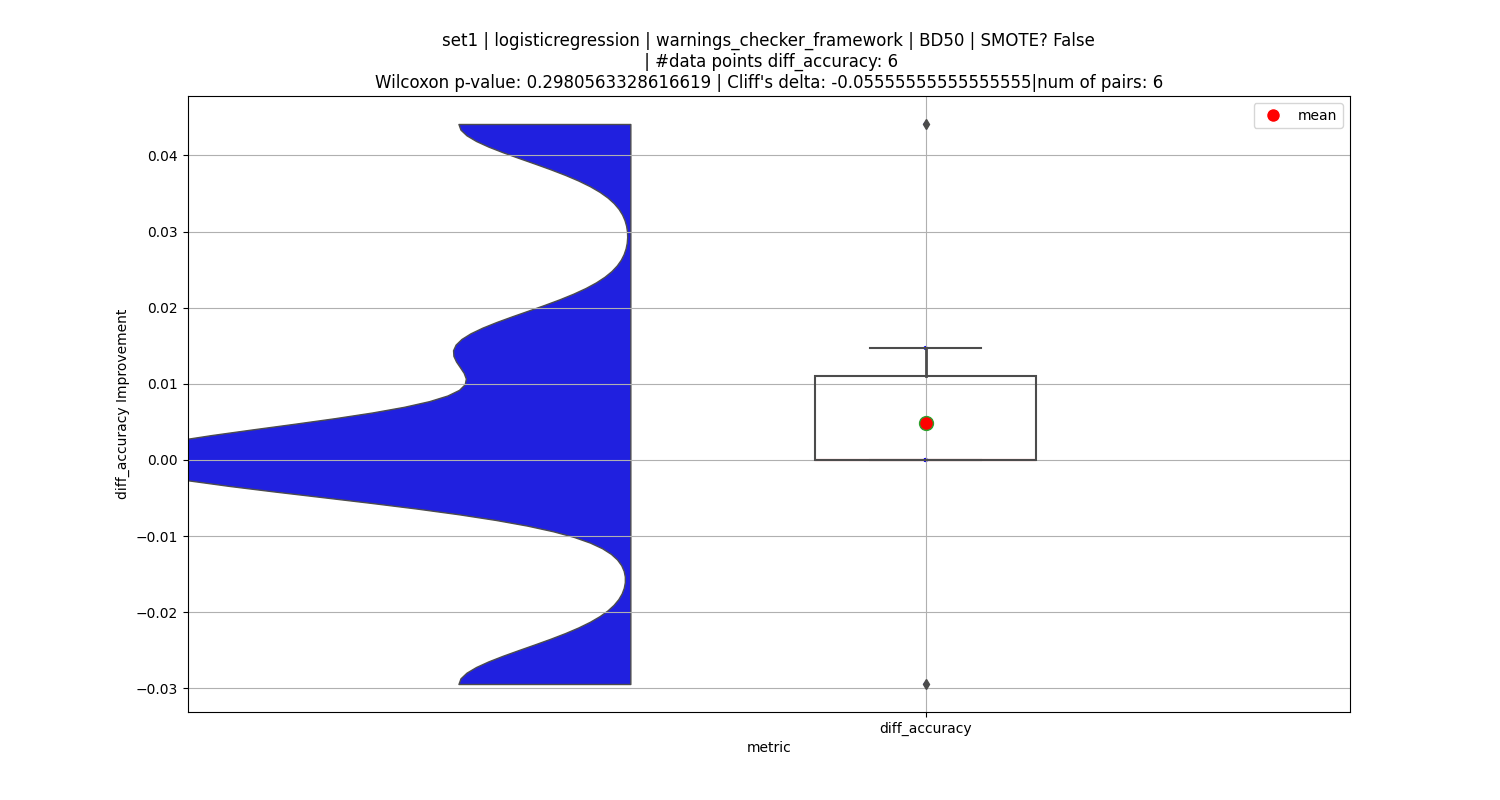 set1 | logisticregression | warnings_checker_framework | BD50 | SMOTE? False
| #data points diff_accuracy: 6
Wilcoxon p-value: 0.2980563328616619 | Cliff's delta: -0.05555555555555555|num of pairs: 6
mean
0.04
0.03
0.02
0.01
0.00
−0.01
−0.02
−0.03
diff_accuracy Improvement
diff_accuracy
metric